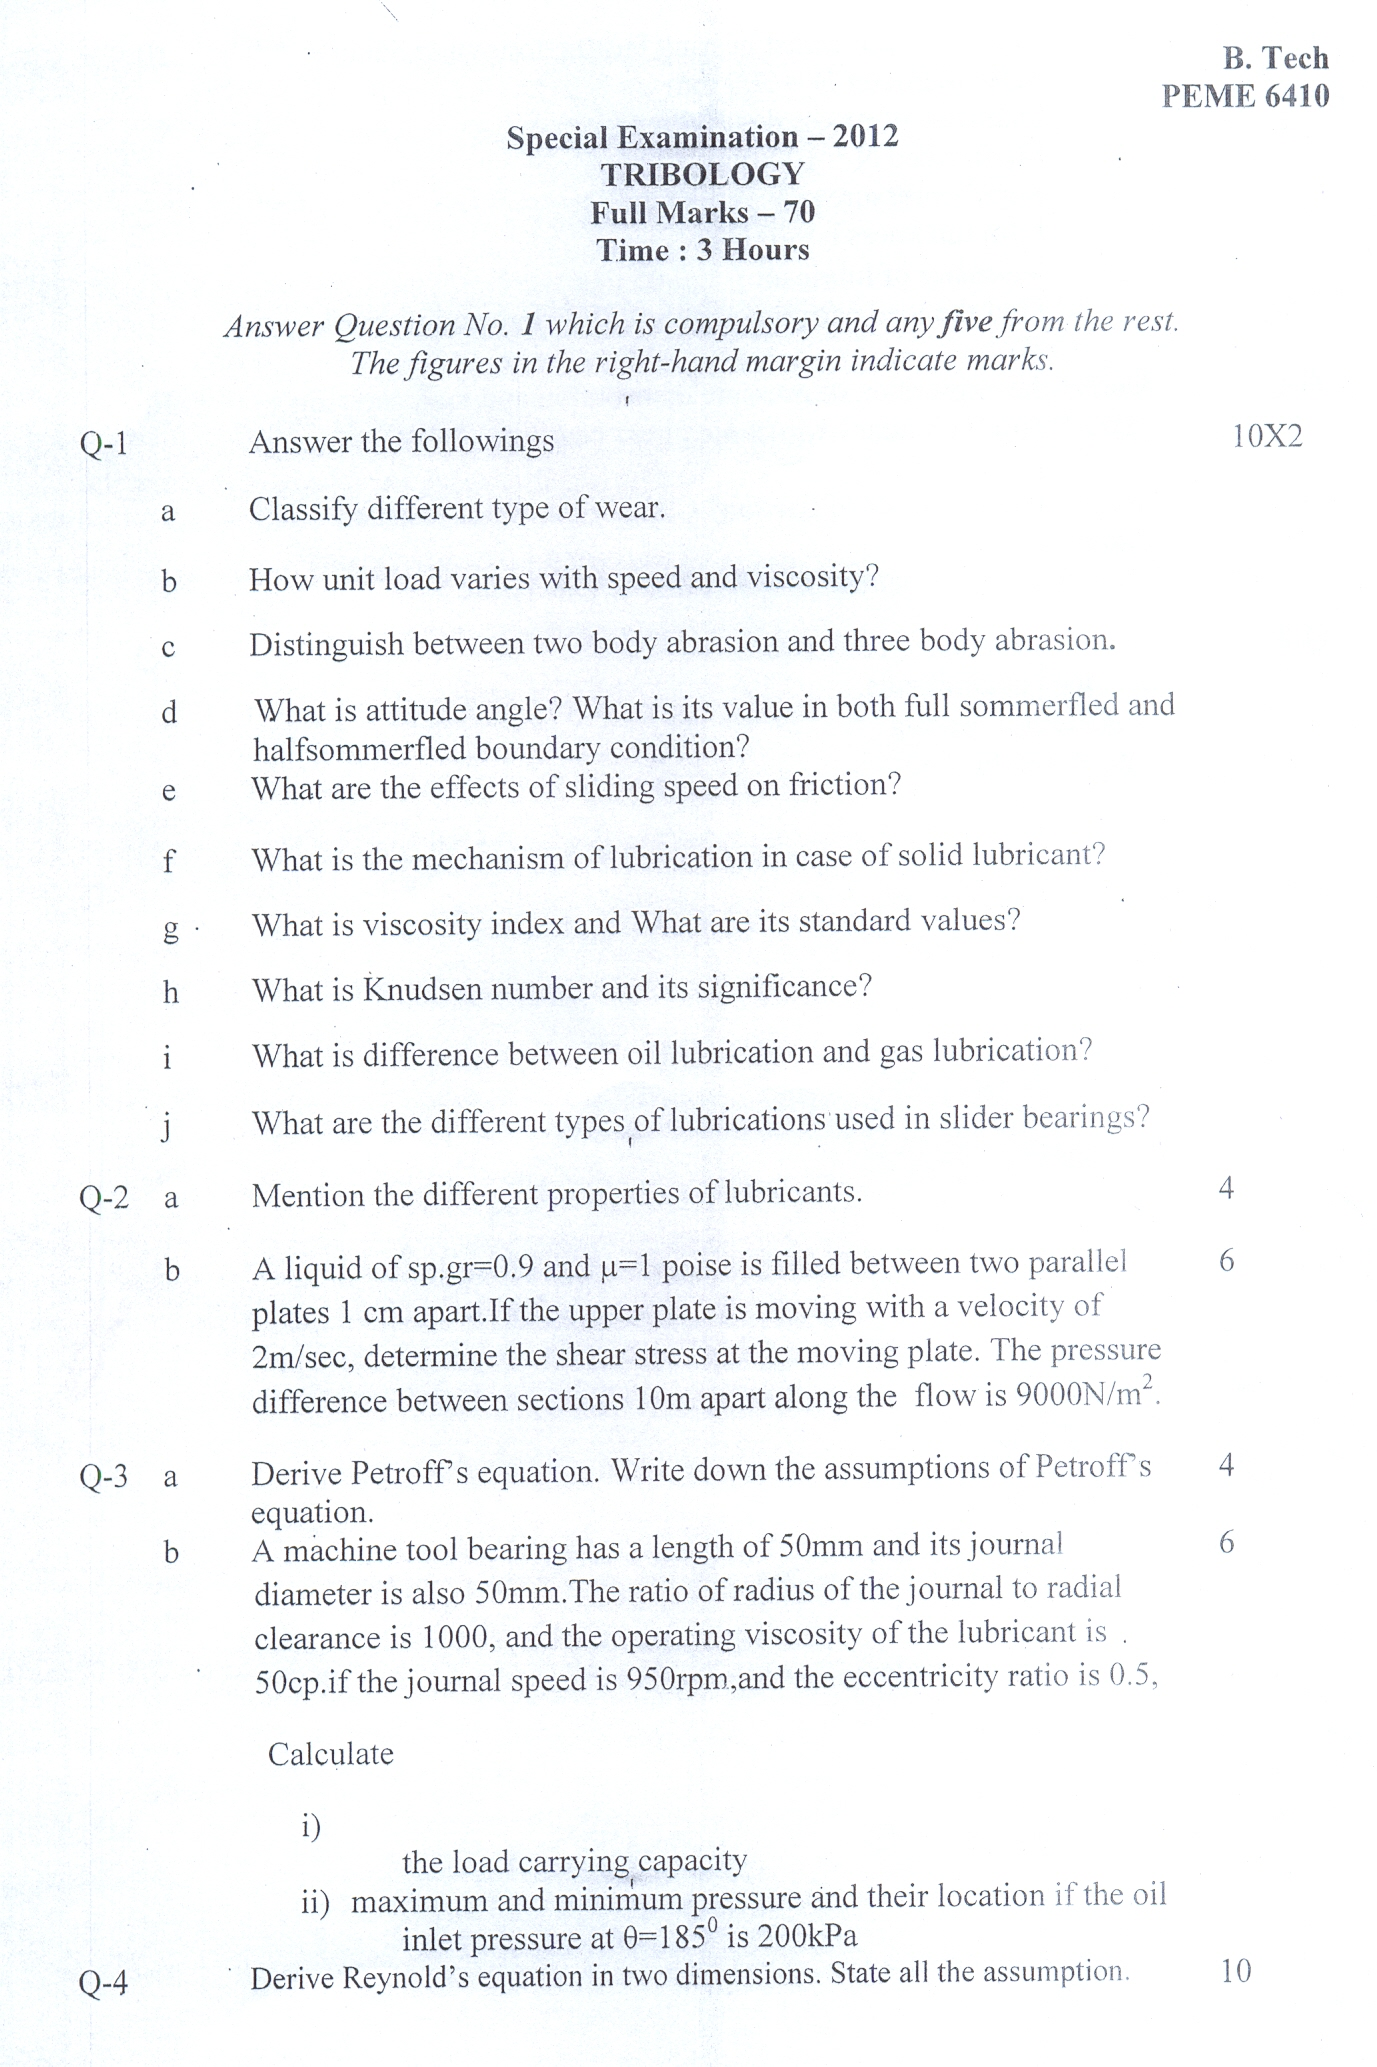 B. Tech
PEME 6410
Special Examination – 2012
TRIBOLOGY
Full Marks – 70
Time : 3 Hours
Answer Question No. 1 which is compulsory and any five from the rest.
The figures in the right-hand margin indicate marks.
Q-1 Answer the followings 10X2
a Classify different type of wear.
b How unit load varies with speed and viscosity?
c Distinguish between two body abrasion and three body abrasion.
d What is attitude angle? What is its value in both full sommerfled and
halfsommerfled boundary condition?
e What are the effects of sliding speed on friction?
f What is the mechanism of lubrication in case of solid lubricant?
g What is viscosity index and What are its standard values?
h What is Knudsen number and its significance?
i What is difference between oil lubrication and gas lubrication?
j What are the different types of lubrications used in slider bearings?
Q-2 a Mention the different properties of lubricants. 4
b A liquid of sp.gr=0.9 and μ=1 poise is filled between two parallel 6
plates 1 cm apart.If the upper plate is moving with a velocity of
2m/sec, determine the shear stress at the moving plate. The pressure
difference between sections 10m apart along the flow is 9000N/m².
Q-3 a Derive Petroff's equation. Write down the assumptions of Petroff's 4
equation.
b A machine tool bearing has a length of 50mm and its journal 6
diameter is also 50mm.The ratio of radius of the journal to radial
clearance is 1000, and the operating viscosity of the lubricant is .
50cp.if the journal speed is 950rpm,and the eccentricity ratio is 0.5,
Calculate
i)
the load carrying capacity
ii) maximum and minimum pressure and their location if the oil
inlet pressure at θ=185⁰ is 200kPa
Q-4 Derive Reynold's equation in two dimensions. State all the assumption. 10